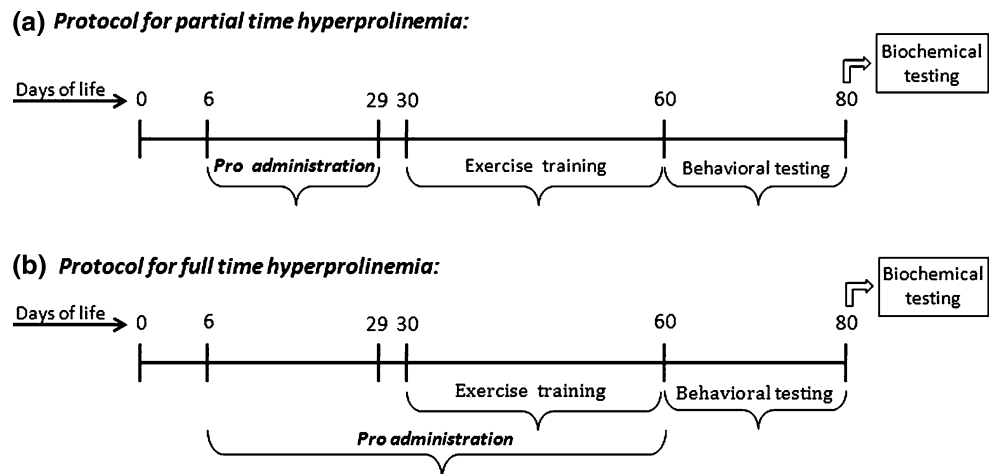 (a) Protocol for partial time hyperprolinemia:
Biochemical
testing
Days of life 0 6 29 30 60 80
Pro administration Exercise training Behavioral testing
(b) Protocol for full time hyperprolinemia:
Biochemical
testing
Days of life 0 6 29 30 60 80
Exercise training Behavioral testing
Pro administration